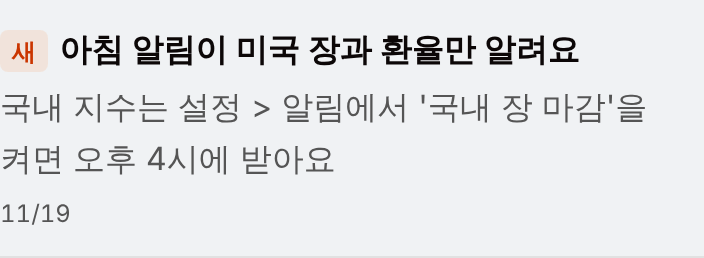 새 아침 알림이 미국 장과 환율만 알려요
국내 지수는 설정 > 알림에서 '국내 장 마감'을
켜면 오후 4시에 받아요
11/19